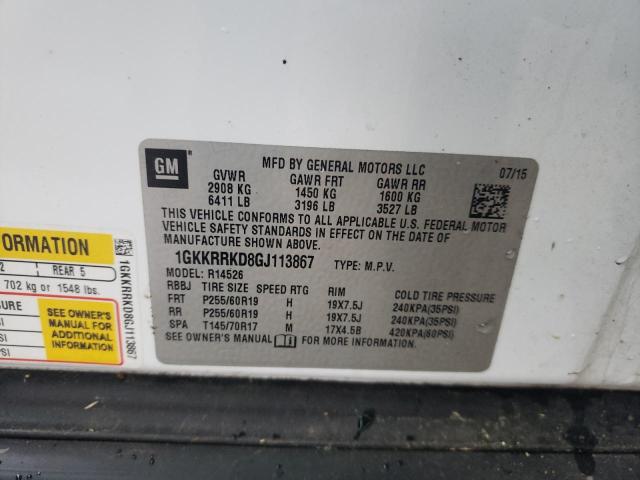 GM
MFD BY GENERAL MOTORS LLC
07/15
GVWR GAWR FRT GAWR RR
2908 KG 1450 KG 1600 KG
6411 LB 3196 LB 3527 LB
THIS VEHICLE CONFORMS TO ALL APPLICABLE U.S. FEDERAL MOTOR
VEHICLE SAFETY STANDARDS IN EFFECT ON THE DATE OF
MANUFACTURE SHOWN ABOVE.
1GKKRRKD8GJ113867 TYPE: M.P.V.
MODEL: R14526
RBBJ TIRE SIZE SPEED RTG RIM COLD TIRE PRESSURE
FRT P255/60R19 H 19X7.5J 240KPA(35PSI)
RR P255/60R19 H 19X7.5J 240KPA(35PSI)
SPA T145/70R17 M 17X4.5B 420KPA(60PSI)
SEE OWNER'S MANUAL FOR MORE INFORMATION.
ORMATION
2 REAR 5
702 kg or 1548 lbs.
SURE
PSI
PSI
PSI
SEE OWNER'S
MANUAL FOR
ADDITIONAL
INFORMATION
1GKKRRKD8GJ113867